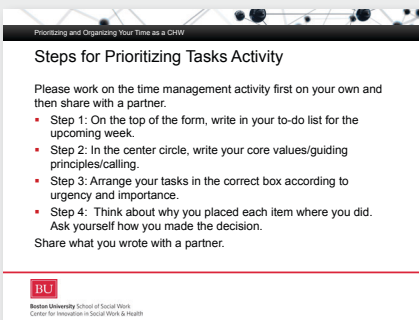 Prioritizing and Organizing Your Time as a CHW
Steps for Prioritizing Tasks Activity
Please work on the time management activity first on your own and
then share with a partner.
▪ Step 1: On the top of the form, write in your to-do list for the
upcoming week.
▪ Step 2: In the center circle, write your core values/guiding
principles/calling.
▪ Step 3: Arrange your tasks in the correct box according to
urgency and importance.
▪ Step 4: Think about why you placed each item where you did.
Ask yourself how you made the decision.
Share what you wrote with a partner.
BU
Boston University School of Social Work
Center for Innovation in Social Work & Health